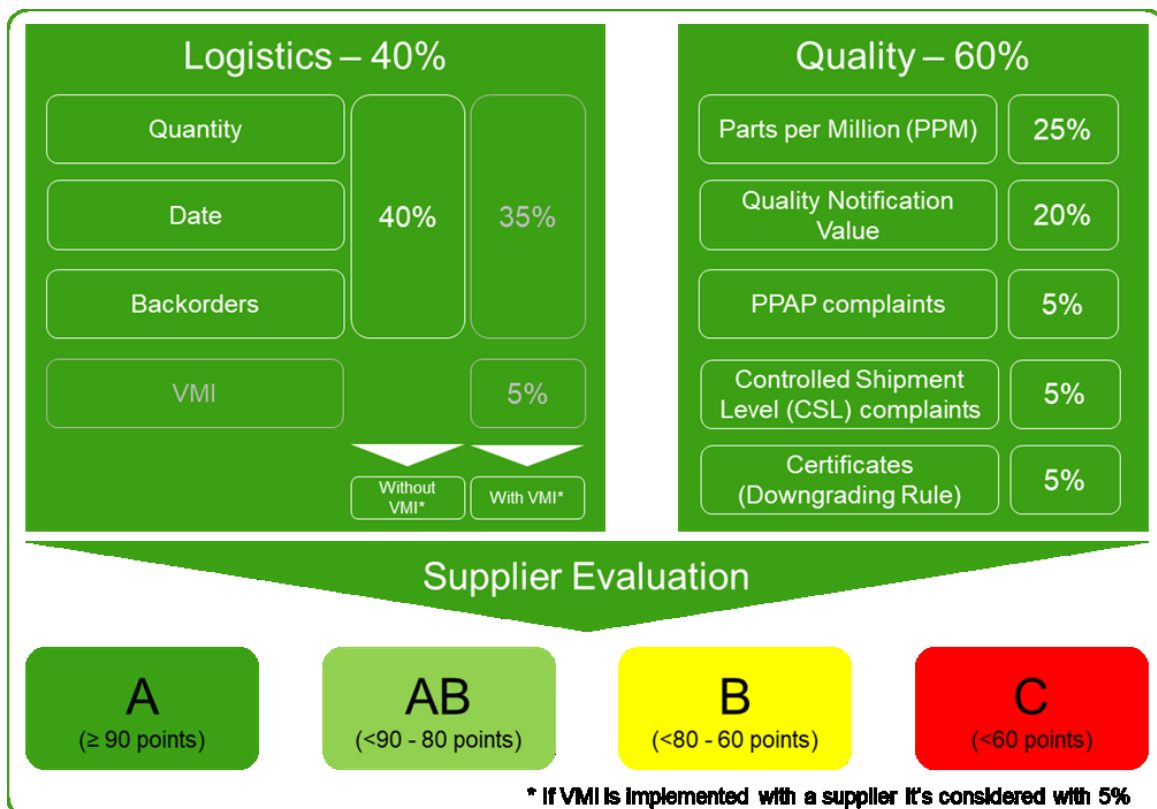 Logistics – 40%
Quantity
Date
Backorders
VMI
40%
35%
5%
Without
VMI*
With VMI*
Quality – 60%
Parts per Million (PPM)
25%
Quality Notification
Value
20%
PPAP complaints
5%
Controlled Shipment
Level (CSL) complaints
5%
Certificates
(Downgrading Rule)
5%
Supplier Evaluation
A
(≥ 90 points)
AB
(<90 - 80 points)
B
(<80 - 60 points)
C
(<60 points)
* If VMI is implemented with a supplier it's considered with 5%